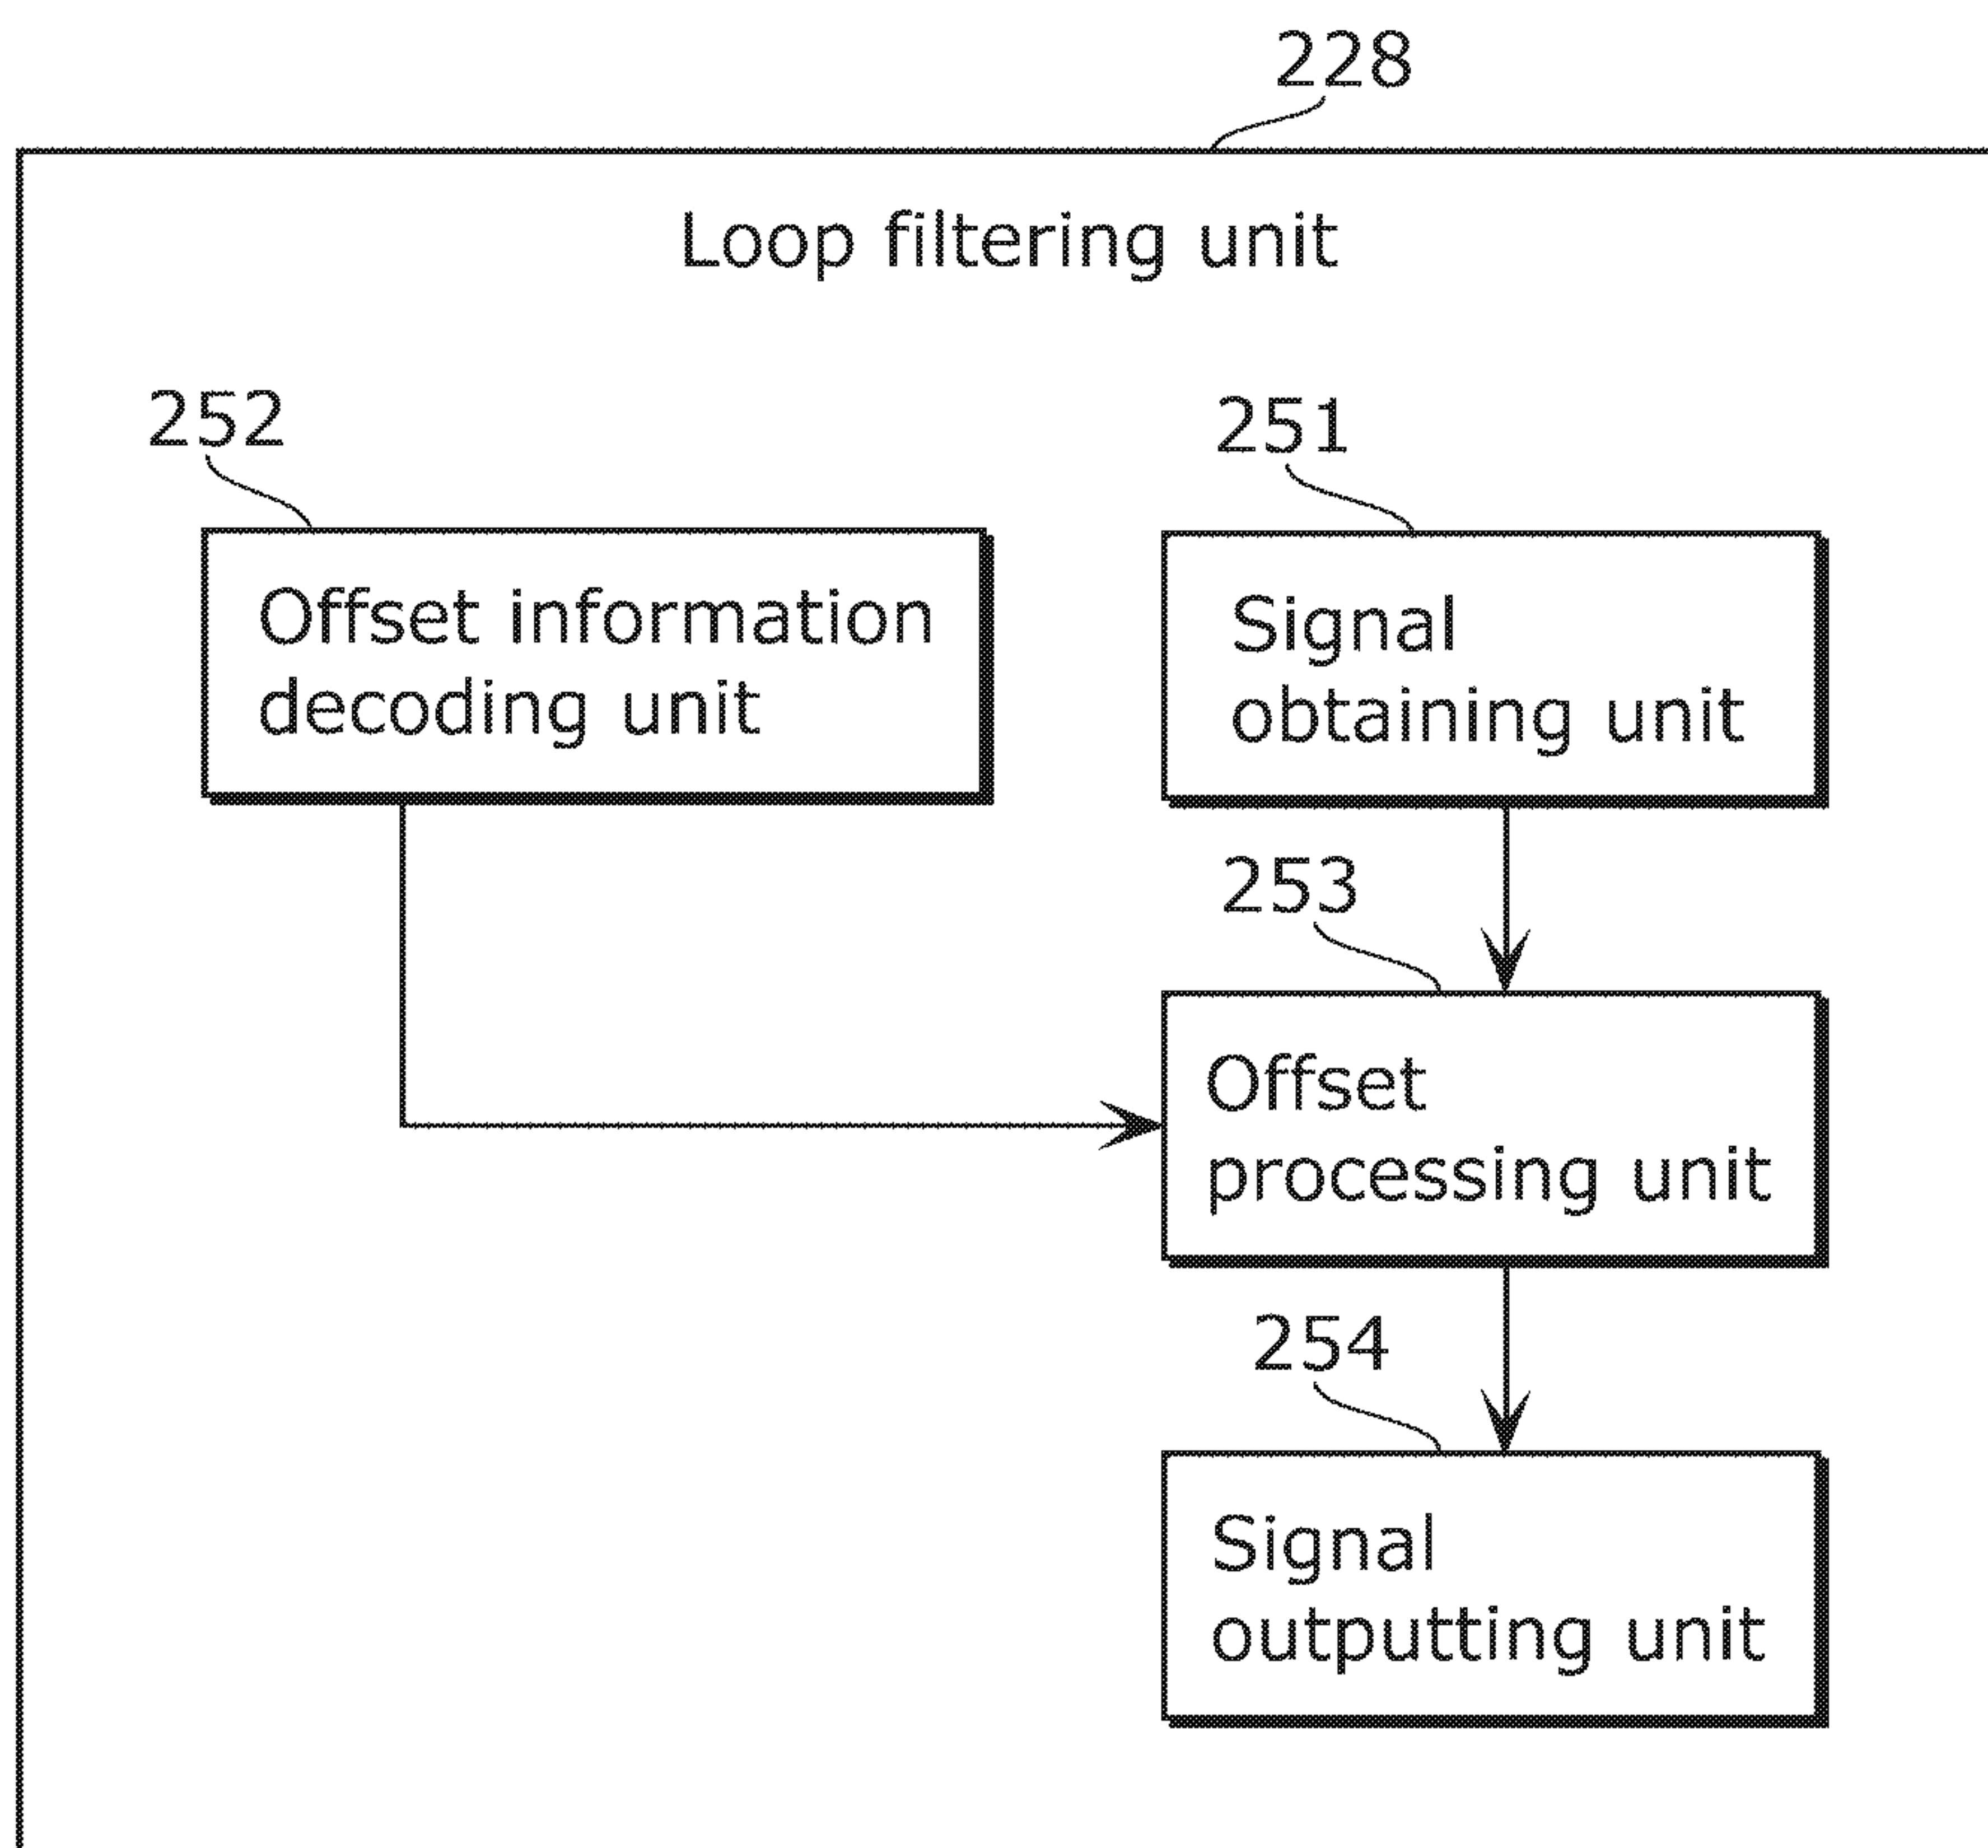 228
Loop filtering unit
252
251
Offset information
decoding unit
Signal
obtaining unit
253
Offset
processing unit
254
Signal
outputting unit